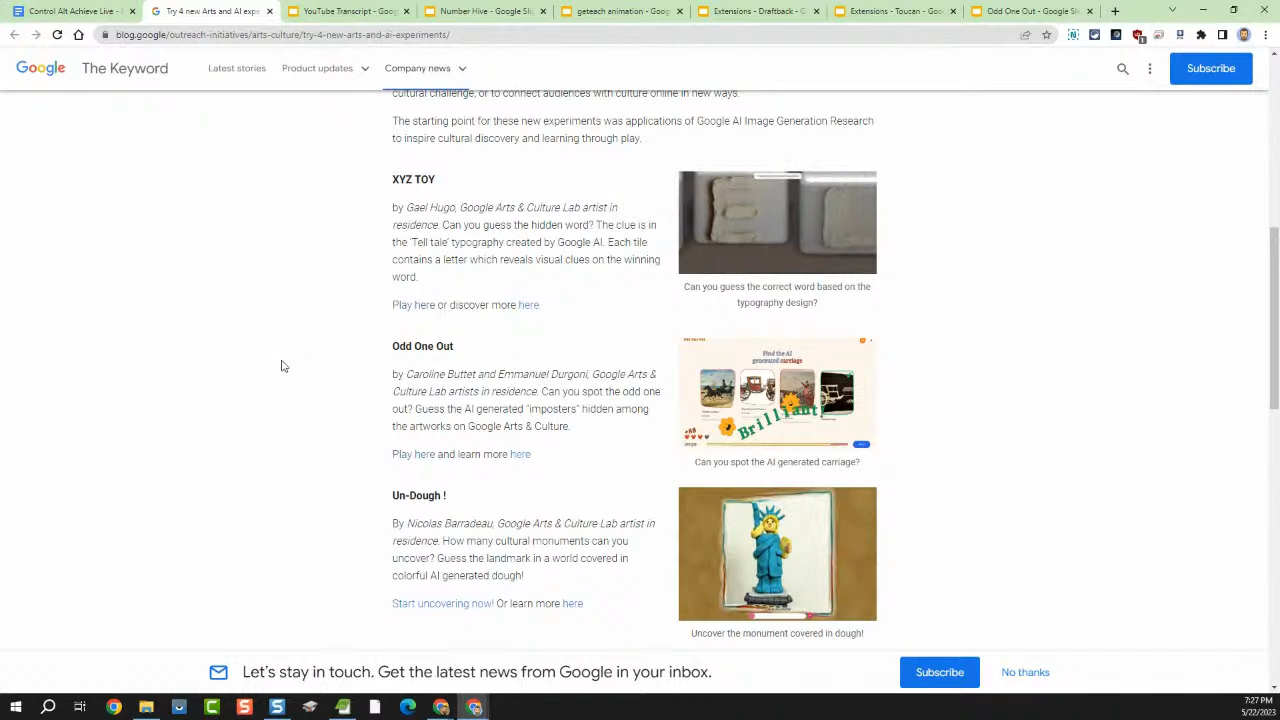 Control Alt Achieve Live -
Try 4 new Arts and AI expe
YouTube Transcript - Goog
Number Hive - Google Sli
geteach animation - Goog
Extensions - Draftback - G
Extensions - Toucan - Goo
Odd One Out - Google Sli
blog.google/outreach-initiatives/arts-culture/try-4-new-arts-and-ai-experiments/
Google The Keyword
Latest stories
Product updates
Company news
Subscribe
cultural challenge, or to connect audiences with culture online in new ways.
The starting point for these new experiments was applications of Google AI Image Generation Research
to inspire cultural discovery and learning through play.
XYZ TOY
by Gael Hugo, Google Arts & Culture Lab artist in
residence. Can you guess the hidden word? The clue is in
the 'Tell tale' typography created by Google AI. Each tile
contains a letter which reveals visual clues on the winning
word.
Play here or discover more here
Can you guess the correct word based on the
typography design?
Odd One Out
by Caroline Buttet and Emmanuel Durgoni, Google Arts &
Culture Lab artists in residence. Can you spot the odd one
out? Guess the AI generated "imposters" hidden among
the artworks on Google Arts & Culture.
Play here and learn more here
Find the AI
generated carriage
Brilliant!
Can you spot the AI generated carriage?
Un-Dough !
By Nicolas Barradeau, Google Arts & Culture Lab artist in
residence. How many cultural monuments can you
uncover? Guess the landmark in a world covered in
colorful AI generated dough!
Start uncovering now! Or learn more here
Uncover the monument covered in dough!
Let's stay in touch. Get the latest news from Google in your inbox.
Subscribe
No thanks
7:27 PM
5/22/2023